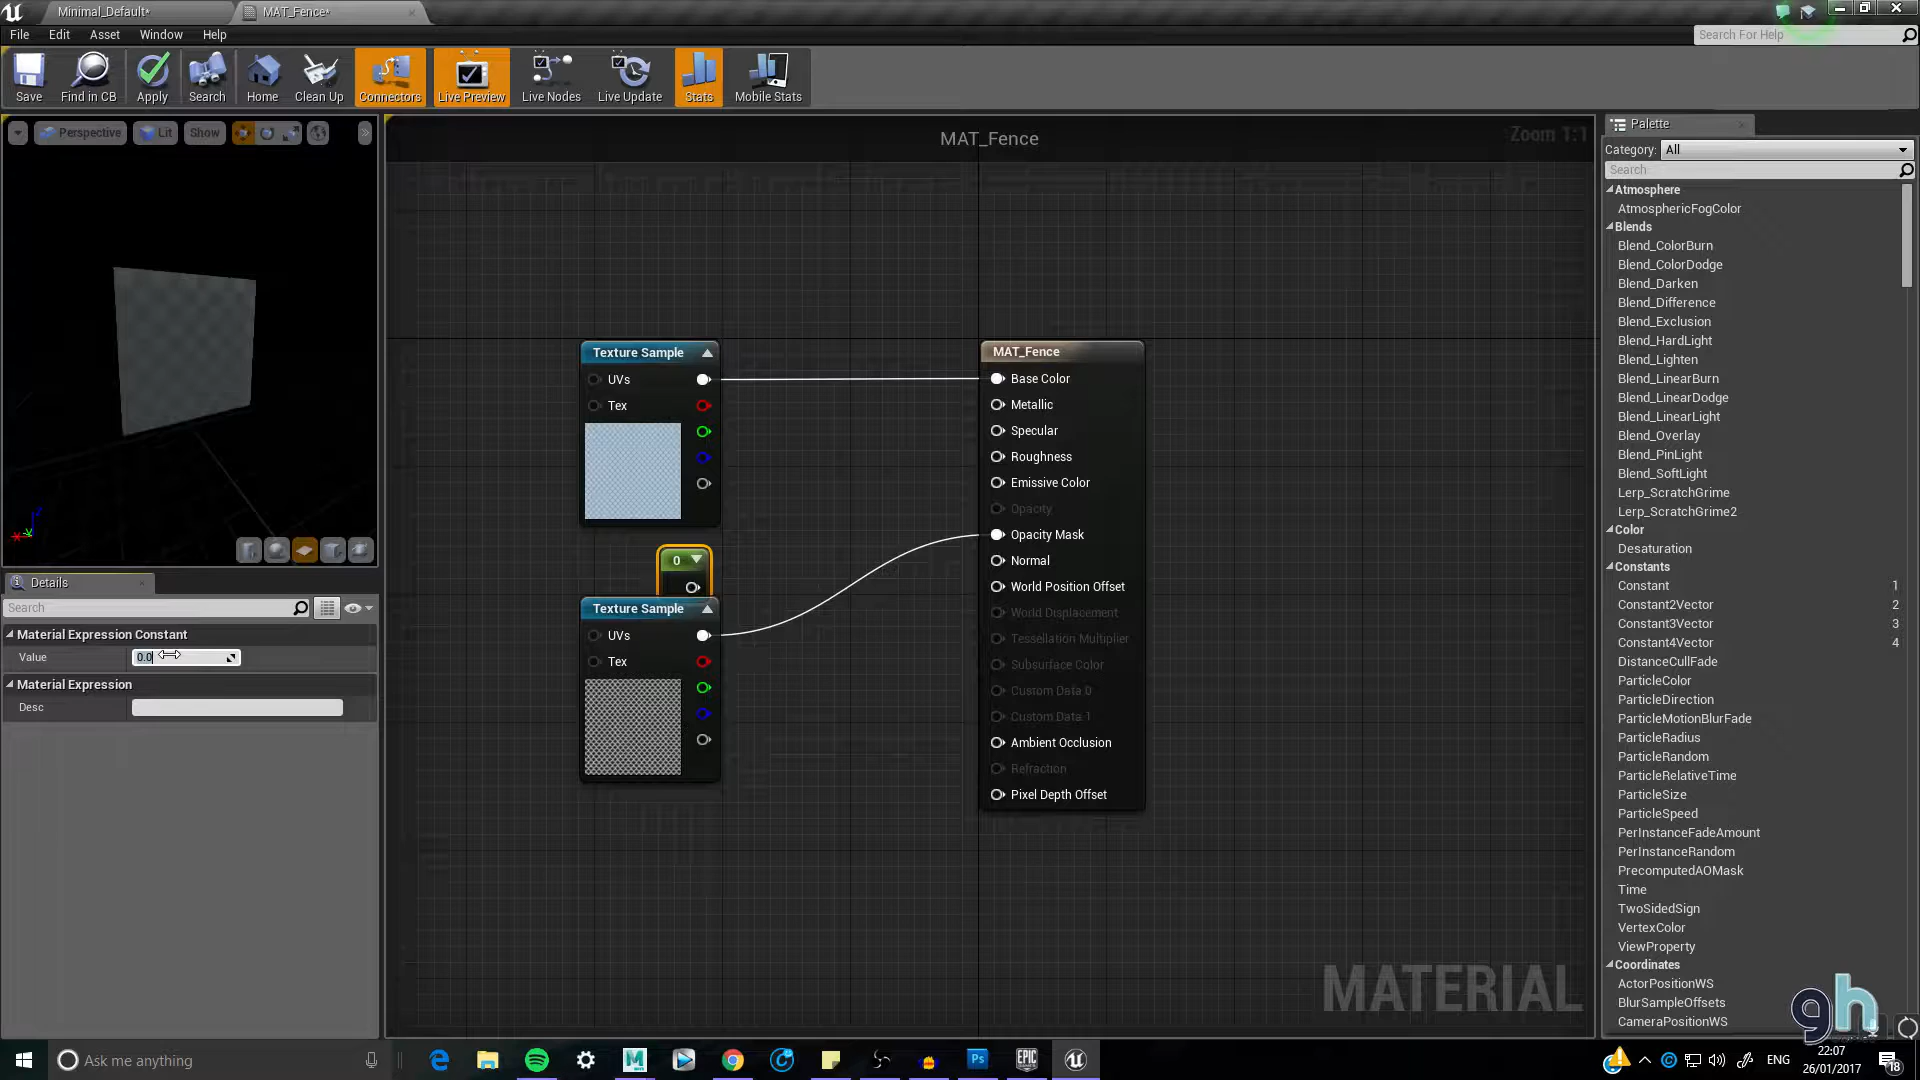 Minimal_Default*
MAT_Fence*
File Edit Asset Window Help
Search For Help
Save
Find in CB
Apply
Search
Home
Clean Up
Connectors
Live Preview
Live Nodes
Live Update
Stats
Mobile Stats
Perspective
Lit
Show
MAT_Fence
Zoom 1:1
Palette
Category: All
Search
Atmosphere
AtmosphericFogColor
Blends
Blend_ColorBurn
Blend_ColorDodge
Blend_Darken
Blend_Difference
Blend_Exclusion
Blend_HardLight
Blend_Lighten
Blend_LinearBurn
Blend_LinearDodge
Blend_LinearLight
Blend_Overlay
Blend_PinLight
Blend_SoftLight
Lerp_ScratchGrime
Lerp_ScratchGrime2
Color
Desaturation
Constants
Constant 1
Constant2Vector 2
Constant3Vector 3
Constant4Vector 4
DistanceCullFade
ParticleColor
ParticleDirection
ParticleMotionBlurFade
ParticleRadius
ParticleRandom
ParticleRelativeTime
ParticleSize
ParticleSpeed
PerInstanceFadeAmount
PerInstanceRandom
PrecomputedAOMask
Time
TwoSidedSign
VertexColor
ViewProperty
Coordinates
ActorPositionWS
BlurSampleOffsets
CameraPositionWS
Texture Sample
UVs
Tex
0
Texture Sample
UVs
Tex
MAT_Fence
Base Color
Metallic
Specular
Roughness
Emissive Color
Opacity
Opacity Mask
Normal
World Position Offset
World Displacement
Tessellation Multiplier
Subsurface Color
Custom Data 0
Custom Data 1
Ambient Occlusion
Refraction
Pixel Depth Offset
MATERIAL
Details
Search
Material Expression Constant
Value 0.0
Material Expression
Desc
gh
Ask me anything
Ps
EPIC
GAMES
ENG
22:07
26/01/2017
18